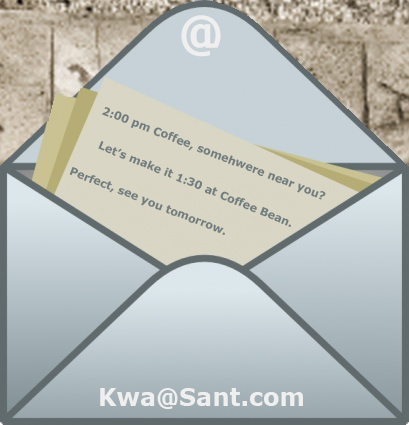 @
2:00 pm Coffee, somehwere near you?
Let's make it 1:30 at Coffee Bean.
Perfect, see you tomorrow.
Kwa@Sant.com